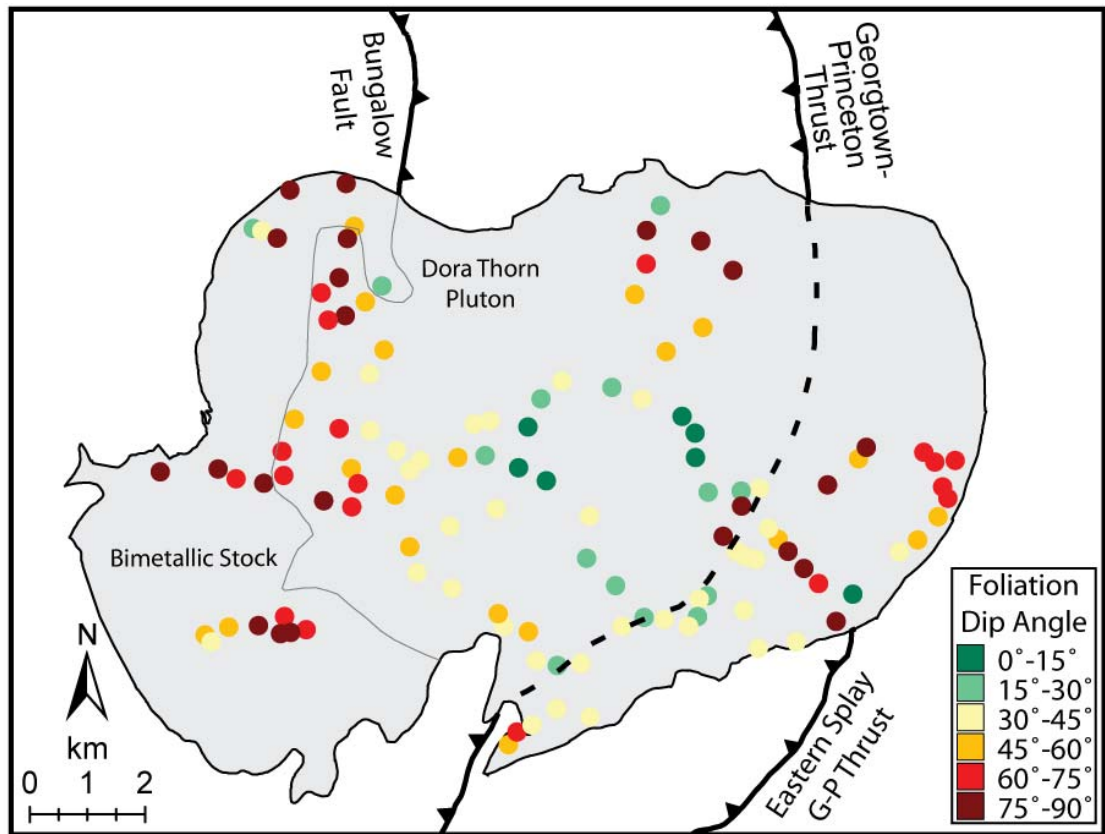 Bungalow
Fault
Georgtown-
Princeton
Thrust
Dora Thorn
Pluton
Bimetallic Stock
N
km
0 1 2
Eastern Splay
G-P Thrust
Foliation
Dip Angle
0˚-15˚
15˚-30˚
30˚-45˚
45˚-60˚
60˚-75˚
75˚-90˚